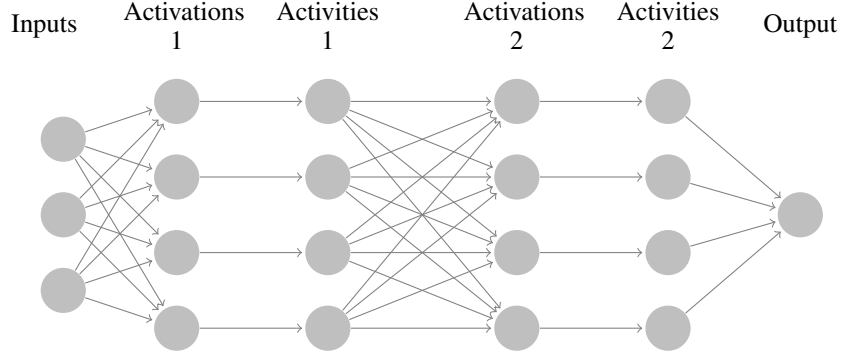 Inputs
Activations
1
Activities
1
Activations
2
Activities
2
Output